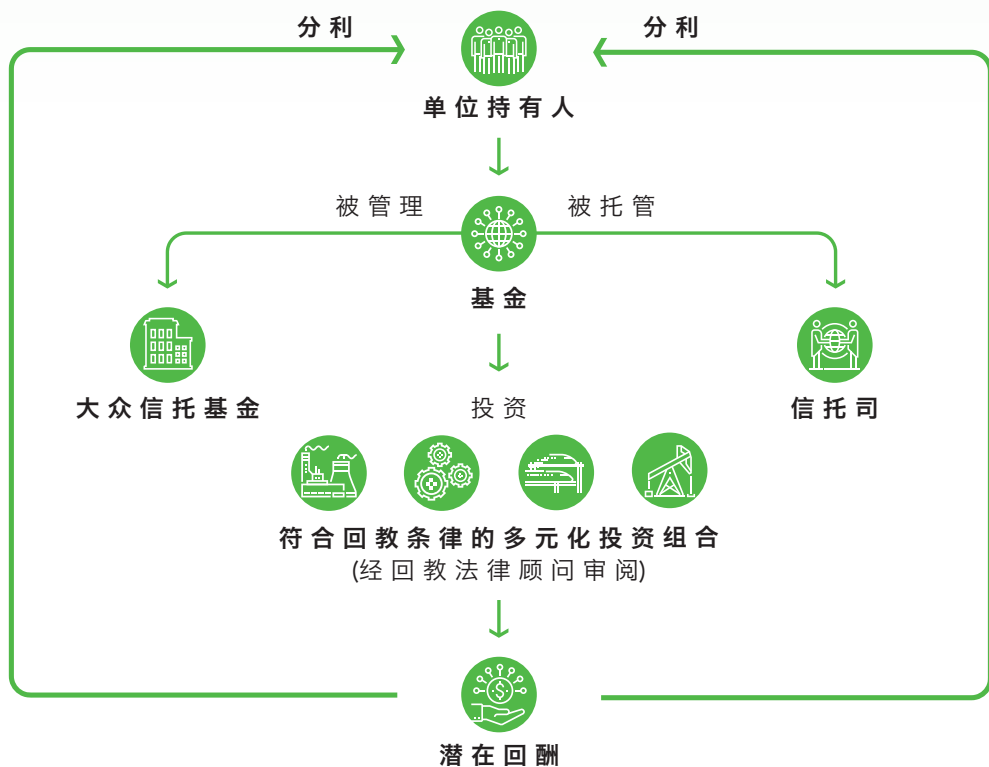 分利
分利
单位持有人
被管理
被托管
基金
大众信托基金
投资
信托司
符合回教条律的多元化投资组合
(经回教法律顾问审阅)
$
潜在回酬